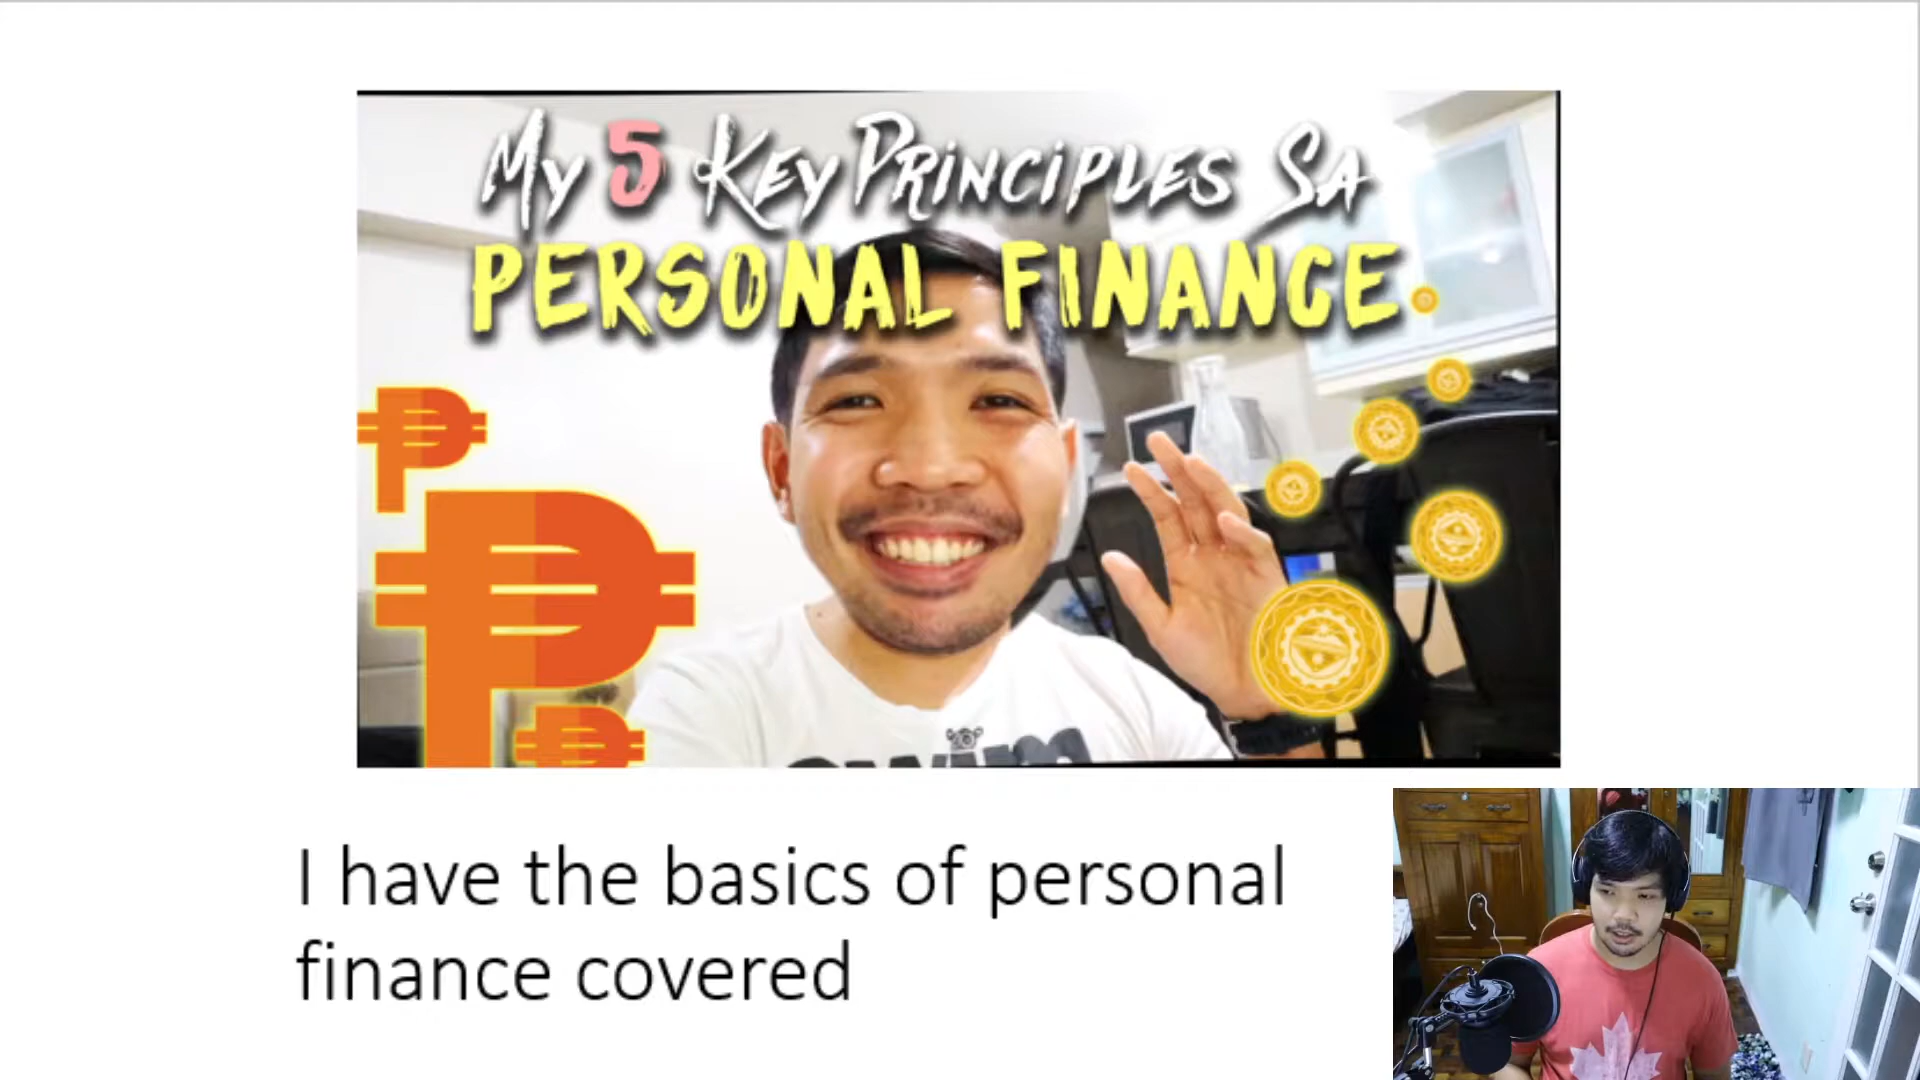 My 5 Key Principles Sa
PERSONAL FINANCE
I have the basics of personal
finance covered